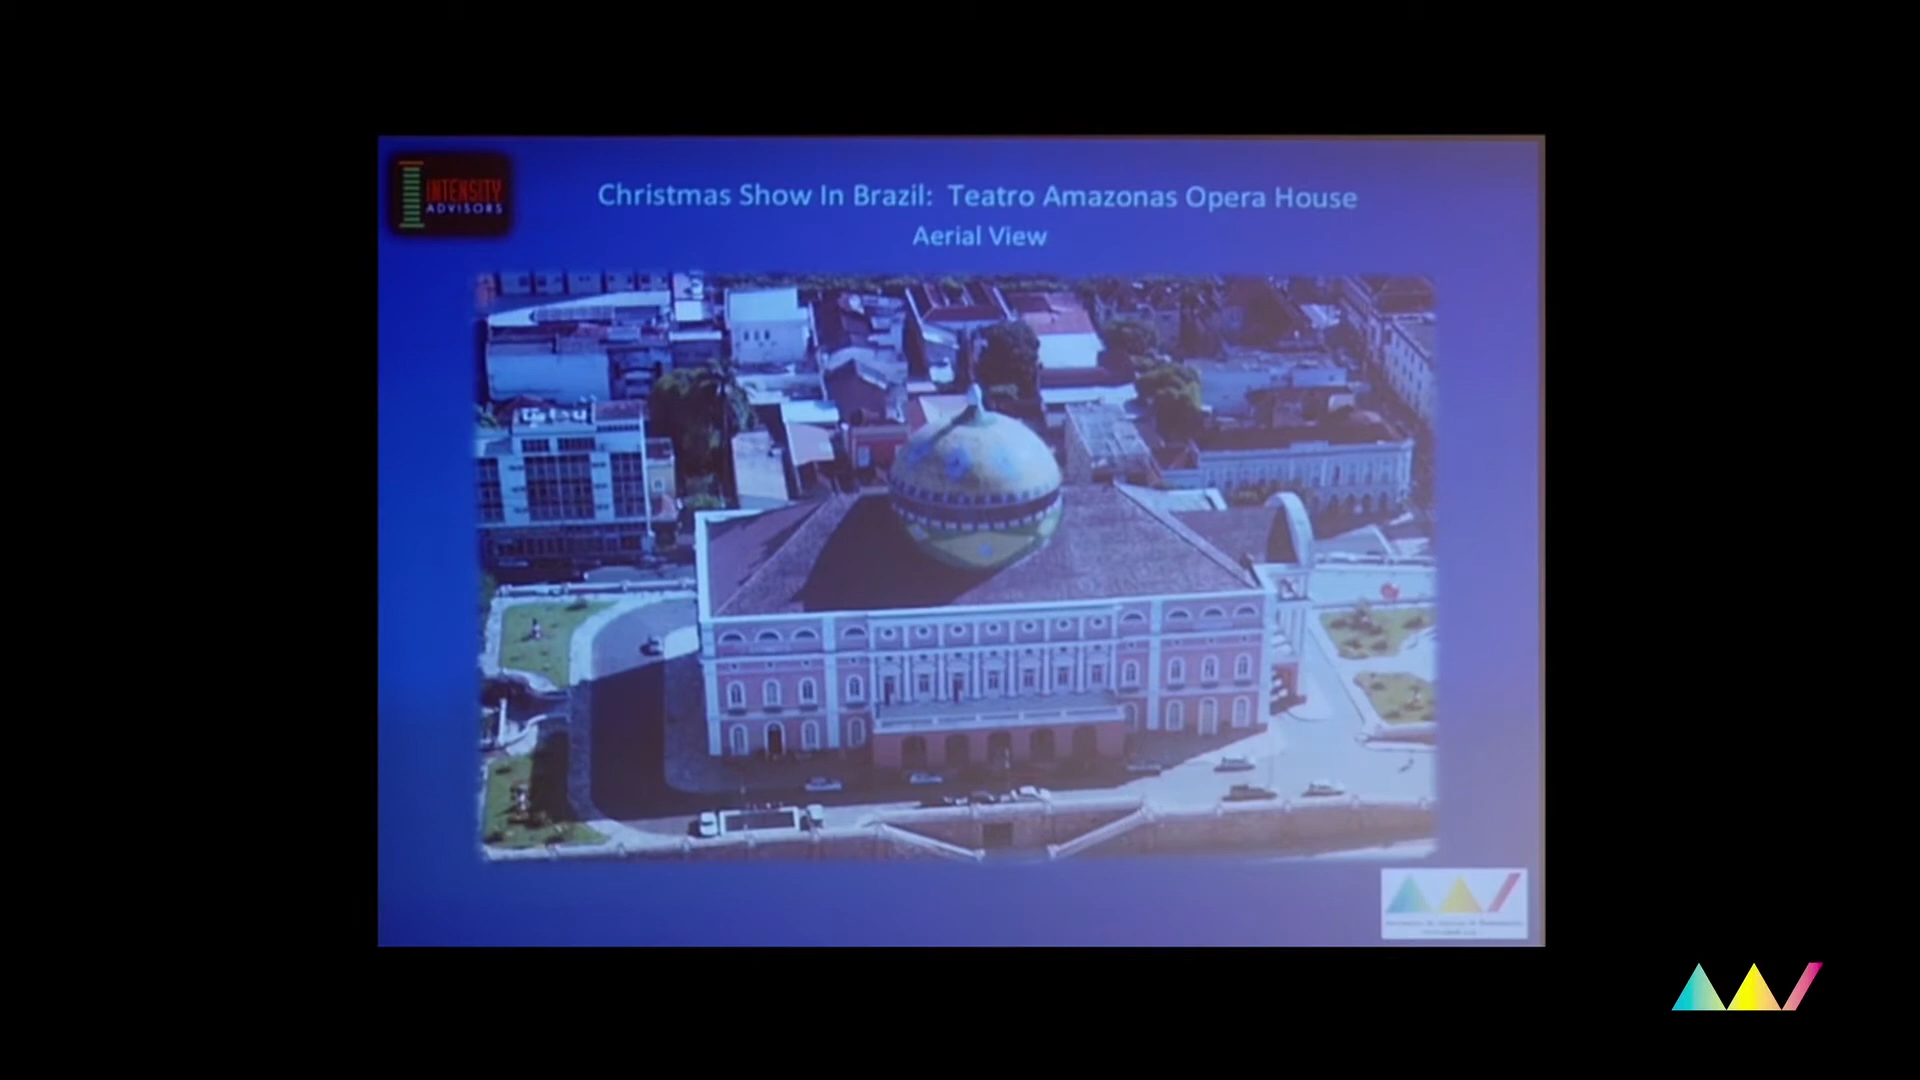 INTENSITY
ADVISORS
Christmas Show In Brazil: Teatro Amazonas Opera House
Aerial View